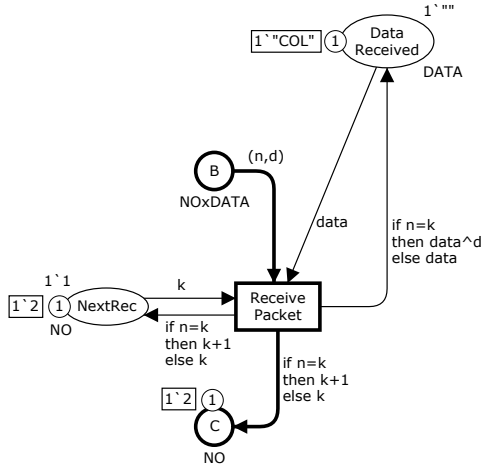 1`""
1`"COL"
1
Data
Received
DATA
B
(n,d)
NOxDATA
data
if n=k
then data^d
else data
1`1
k
1`2
1
NextRec
NO
Receive
Packet
if n=k
then k+1
else k
if n=k
then k+1
else k
1`2
1
C
NO